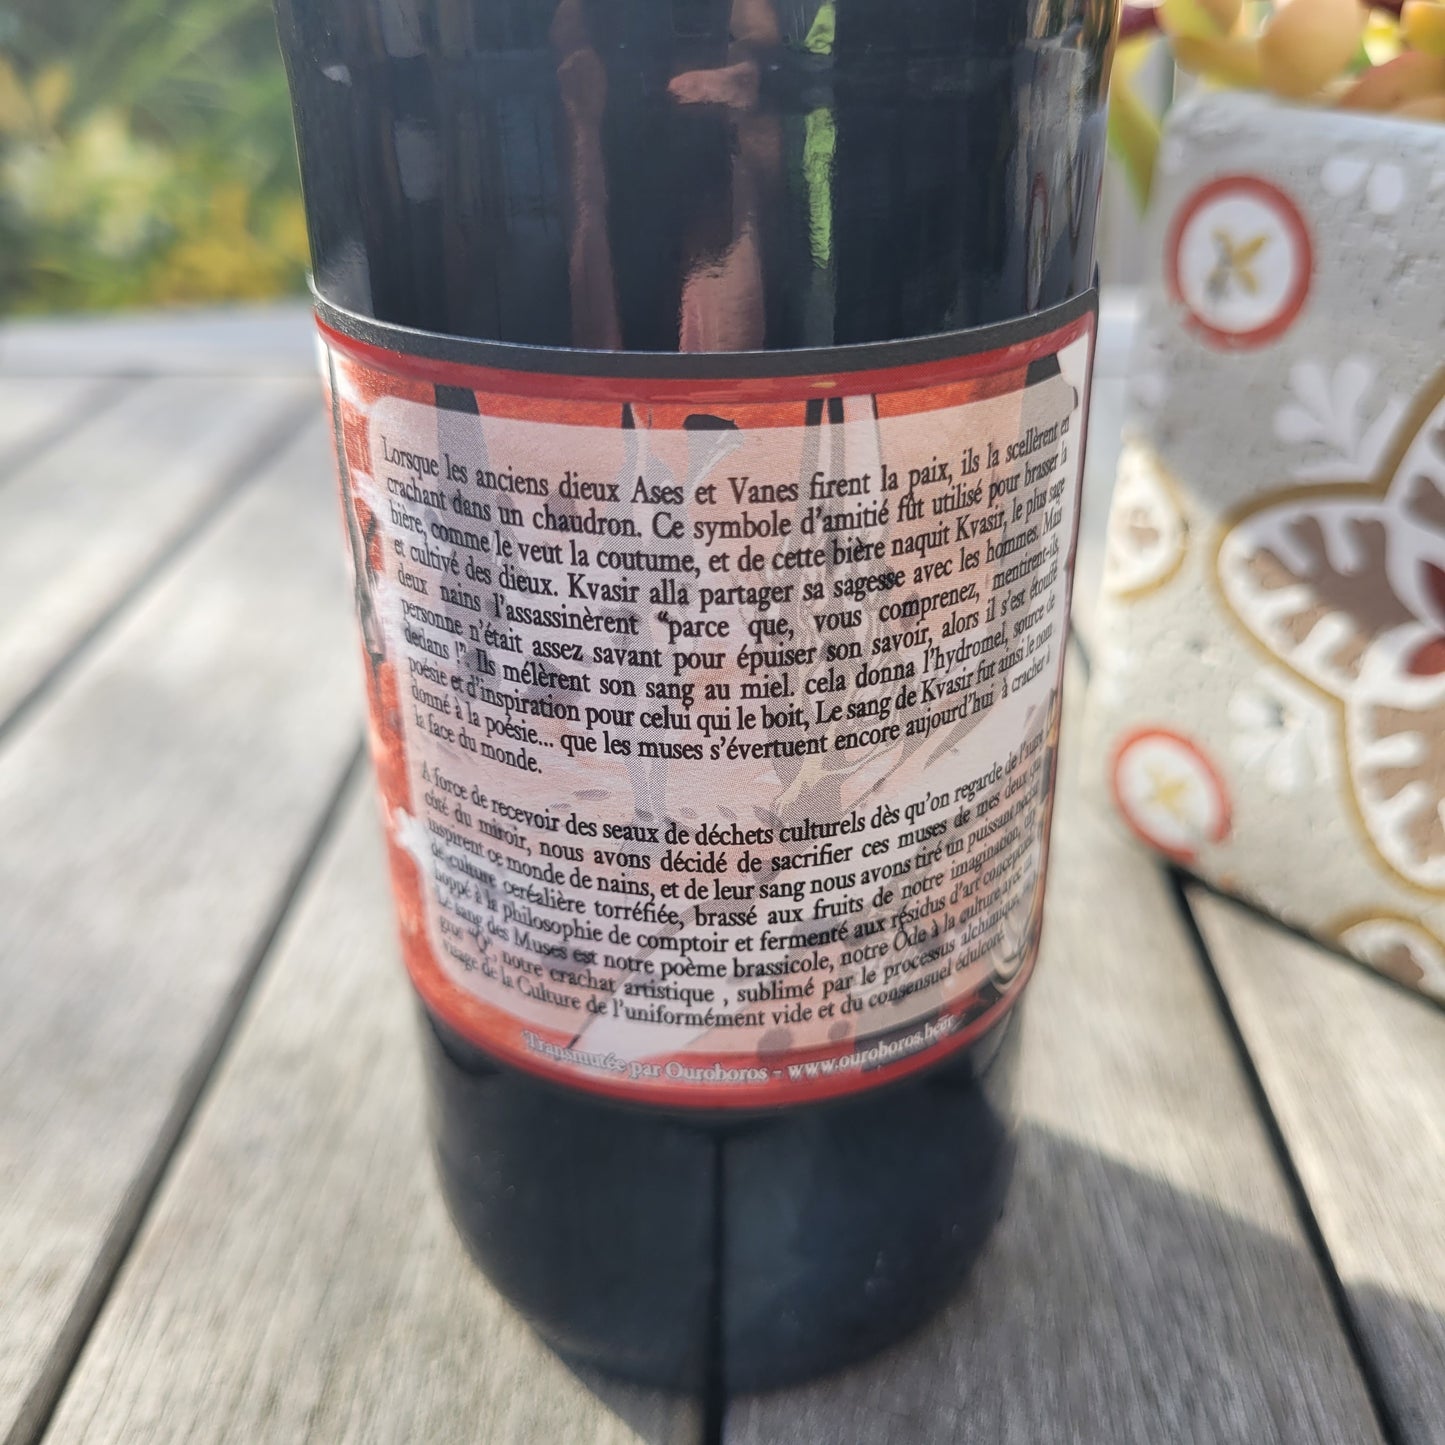 Lorsque les anciens dieux Ases et Vanes firent la paix, ils la scellèrent en
crachant dans un chaudron. Ce symbole d'amitié fût utilisé pour brasser la
bière, comme le veut la coutume, et de cette bière naquit Kvasir, le plus sage
et cultivé des dieux. Kvasir alla partager sa sagesse avec les hommes. Mais
deux nains l'assassinèrent "parce que, vous comprenez, mentirent-ils,
personne n'était assez savant pour épuiser son savoir, alors il s'est étouffé
dedans !" Ils mélèrent son sang au miel. cela donna l'hydromel, source de
poésie et d'inspiration pour celui qui le boit, Le sang de Kvasir fut ainsi le nom
donné à la poésie... que les muses s'évertuent encore aujourd'hui à cracher à
la face du monde.
A force de recevoir des seaux de déchets culturels dès qu'on regarde de l'autre
côté du miroir, nous avons décidé de sacrifier ces muses de mes deux qui
inspirent ce monde de nains, et de leur sang nous avons tiré un puissant nectar
de culture ceréalière torréfiée, brassé aux fruits de notre imagination,
houppé à la philosophie de comptoir et fermenté aux résidus d'art conceptuel.
Le sang des Muses est notre poème brassicole, notre Ode à la culture avec un
gros notre crachat artistique , sublimé par le processus alchimique,
visage de la Culture de l'uniformément vide et du consensuel édulcoré.
Transmutée par Ouroboros - www.ouroboros.beer